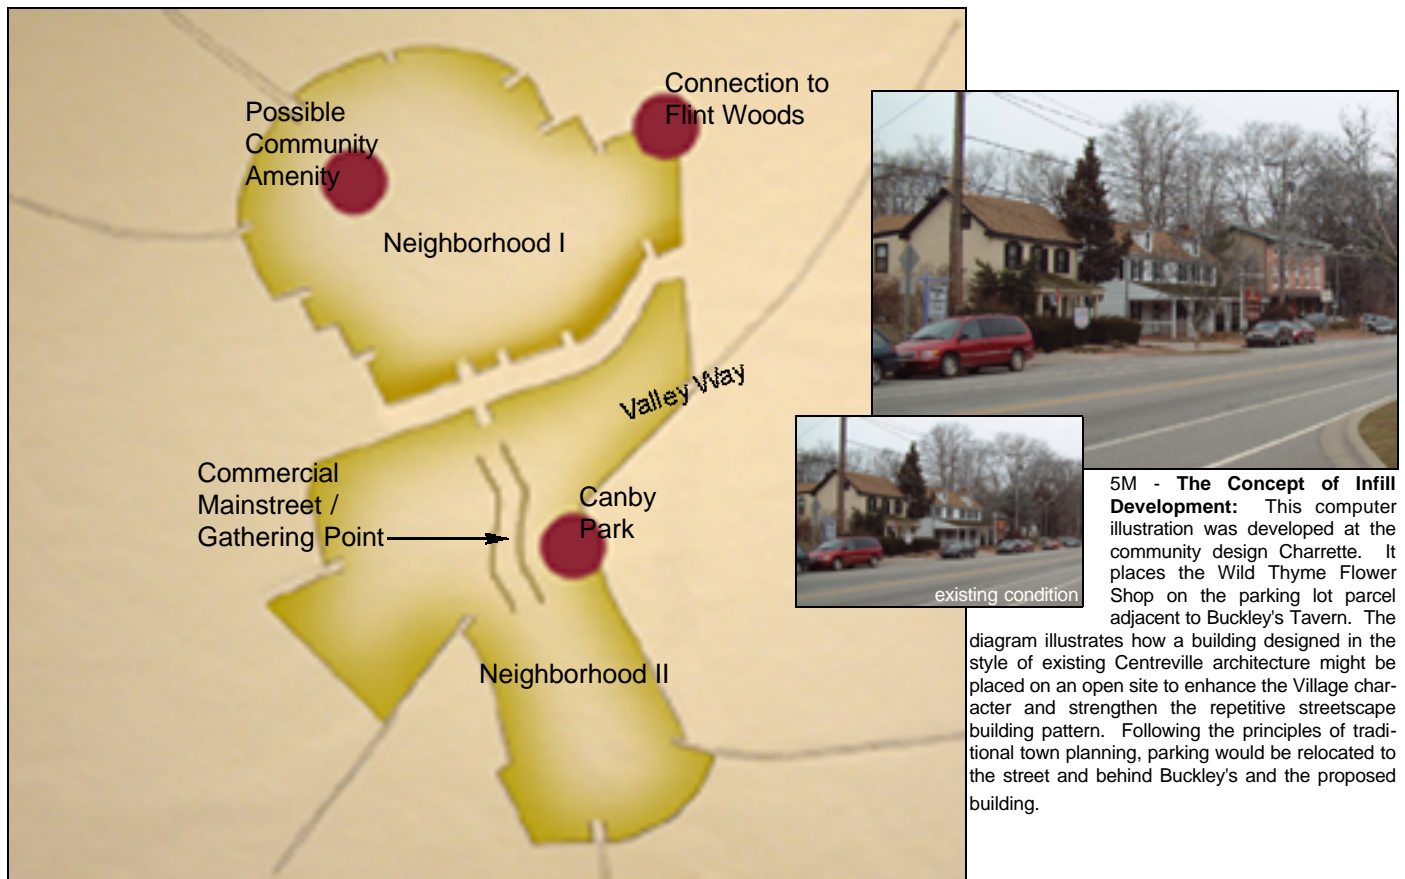 Possible
Community
Amenity
Connection to
Flint Woods
Neighborhood I
Valley Way
Commercial
Mainstreet /
Gathering Point
Canby
Park
Neighborhood II
existing condition
5M - The Concept of Infill
Development: This computer
illustration was developed at the
community design Charrette. It
places the Wild Thyme Flower
Shop on the parking lot parcel
adjacent to Buckley's Tavern. The
diagram illustrates how a building designed in the
style of existing Centreville architecture might be
placed on an open site to enhance the Village char-
acter and strengthen the repetitive streetscape
building pattern. Following the principles of tradi-
tional town planning, parking would be relocated to
the street and behind Buckley's and the proposed
building.